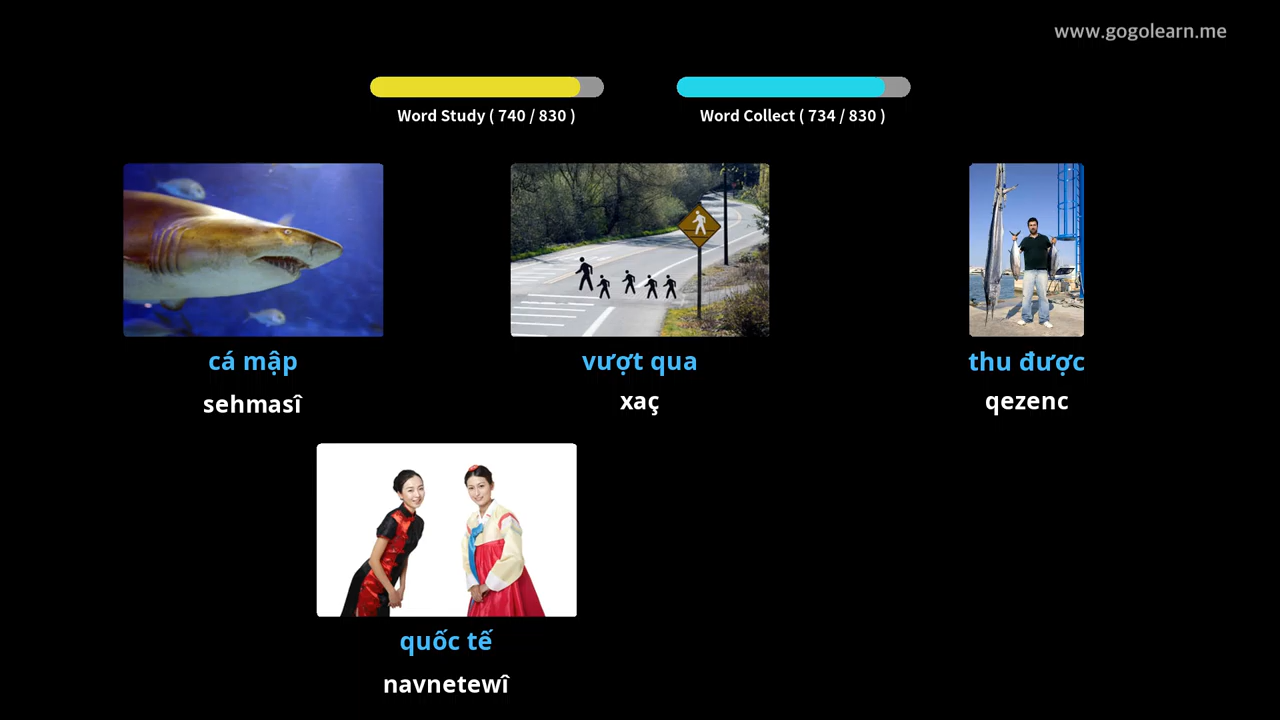 www.gogolearn.me
Word Study ( 740 / 830 )
Word Collect ( 734 / 830 )
cá mập
sehmasî
vượt qua
xaç
thu được
qezenc
quốc tế
navnetewî